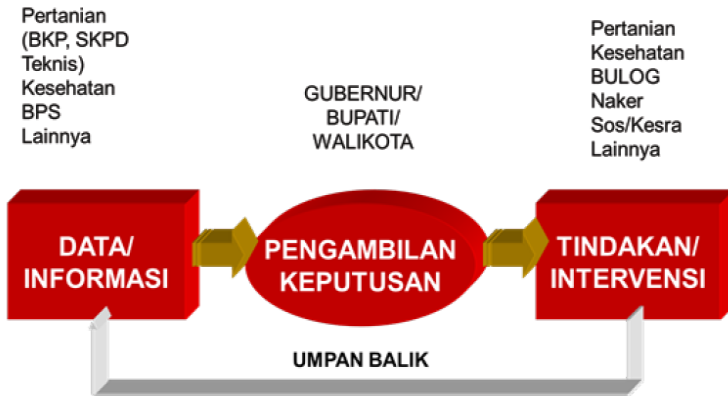 Pertanian
(BKP, SKPD
Teknis)
Kesehatan
BPS
Lainnya
GUBERNUR/
BUPATI/
WALIKOTA
Pertanian
Kesehatan
BULOG
Naker
Sos/Kesra
Lainnya
DATA/
INFORMASI
PENGAMBILAN
KEPUTUSAN
TINDAKAN/
INTERVENSI
UMPAN BALIK